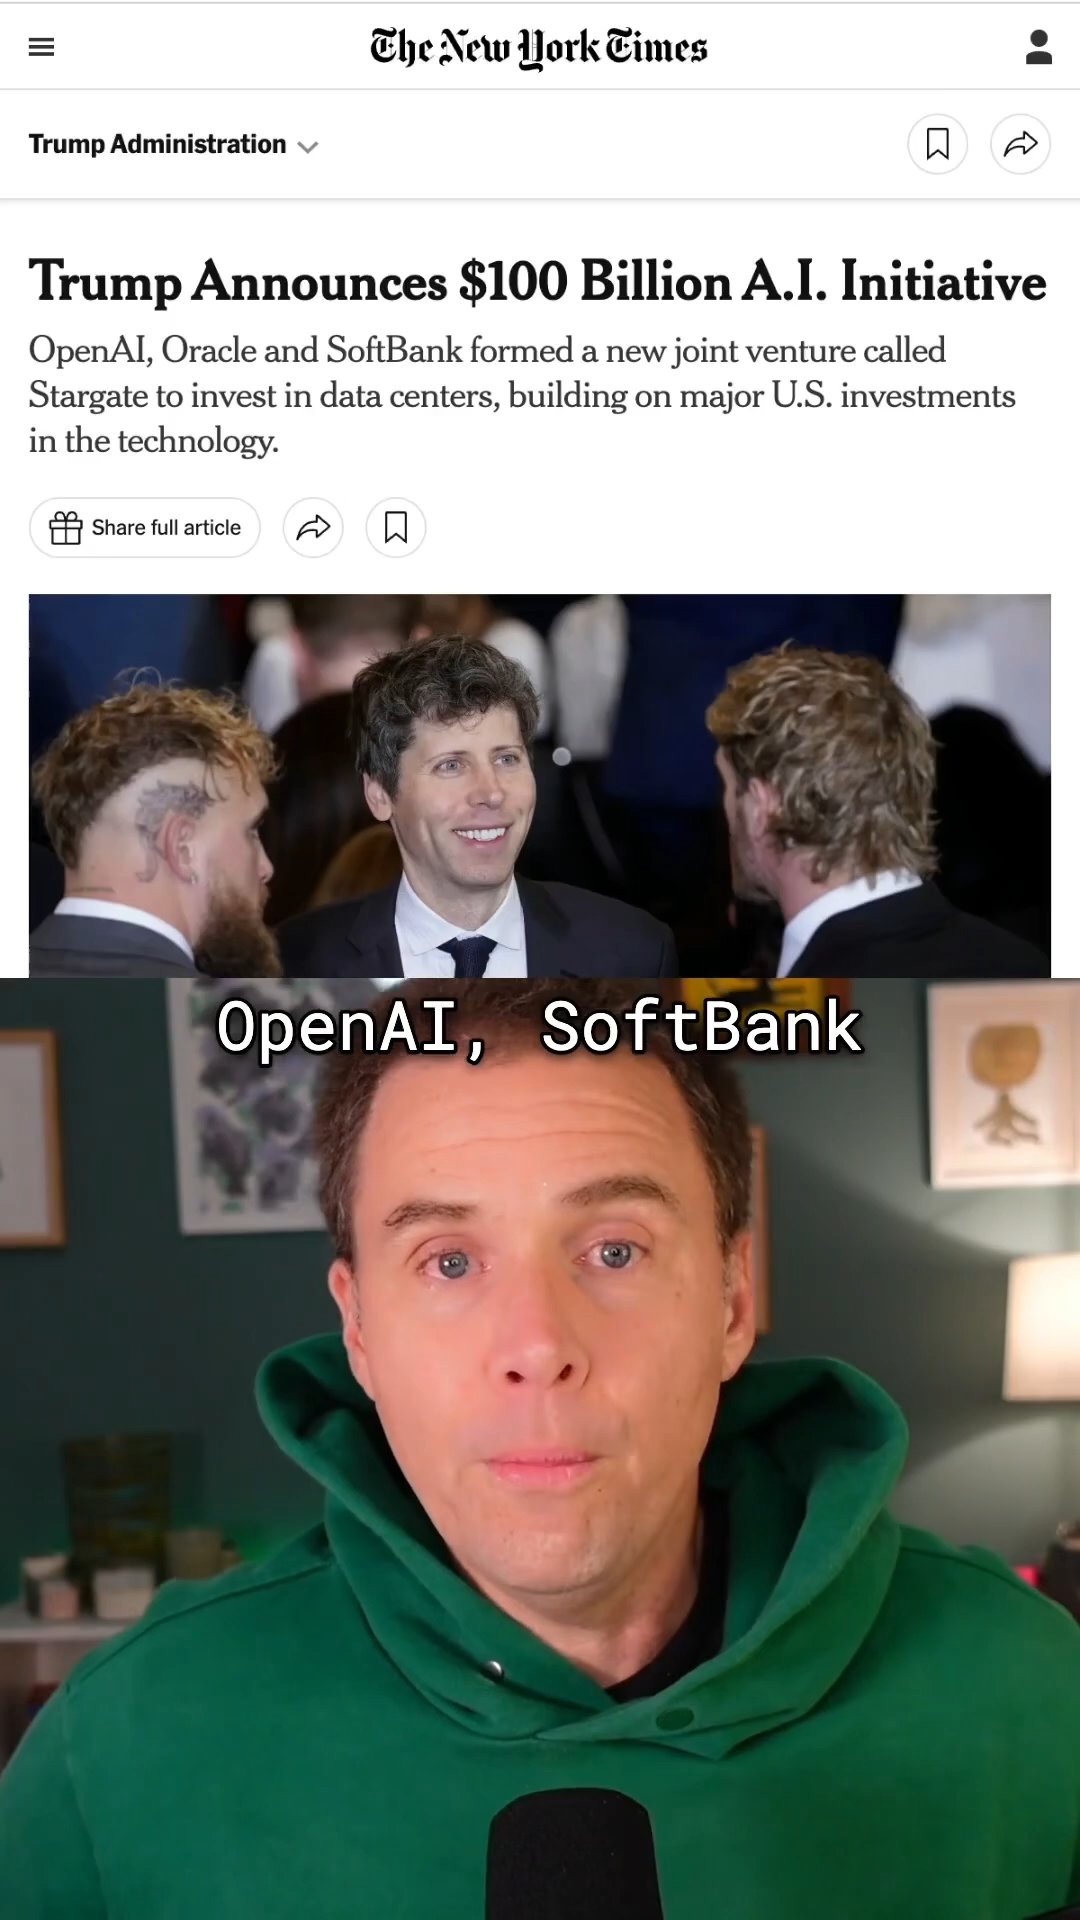 The New York Times
Trump Administration
Trump Announces $100 Billion A.I. Initiative
OpenAI, Oracle and SoftBank formed a new joint venture called
Stargate to invest in data centers, building on major U.S. investments
in the technology.
Share full article
OpenAI, SoftBank